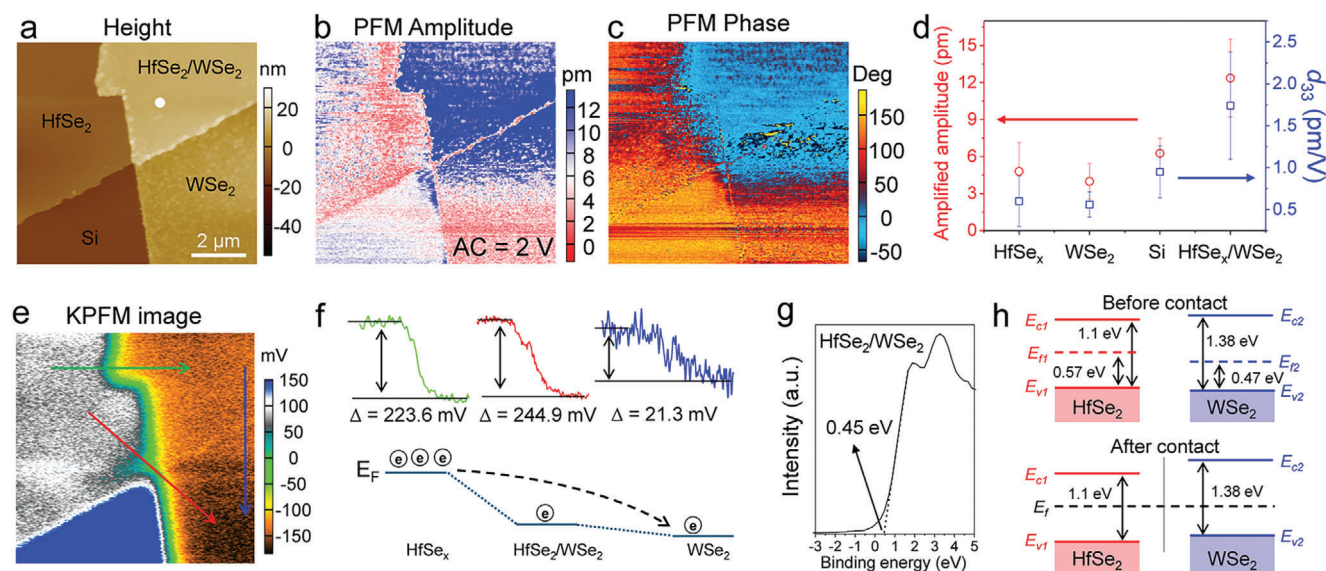 a
Height
HfSe2/WSe2
HfSe2
WSe2
Si
2 μm
nm
20
0
-20
-40
b
PFM Amplitude
AC = 2 V
pm
12
10
8
6
4
2
0
c
PFM Phase
Deg
150
100
50
0
-50
d
Amplified amplitude (pm)
15
12
9
6
3
0
HfSex
WSe2
Si
HfSex/WSe2
2.5
2.0
1.5
1.0
0.5
d33 (pm/V)
e
KPFM image
mV
150
100
50
0
-50
-100
-150
f
Δ = 223.6 mV
Δ = 244.9 mV
Δ = 21.3 mV
EF
e e e
e
e
HfSex
HfSe2/WSe2
WSe2
g
HfSe2/WSe2
0.45 eV
Intensity (a.u.)
-3 -2 -1 0 1 2 3 4 5
Binding energy (eV)
h
Before contact
Ec1
1.1 eV
Ef1
0.57 eV
Ev1
HfSe2
Ec2
1.38 eV
Ef2
0.47 eV
Ev2
WSe2
After contact
Ec1
1.1 eV
Ef
Ev1
HfSe2
Ec2
1.38 eV
Ev2
WSe2